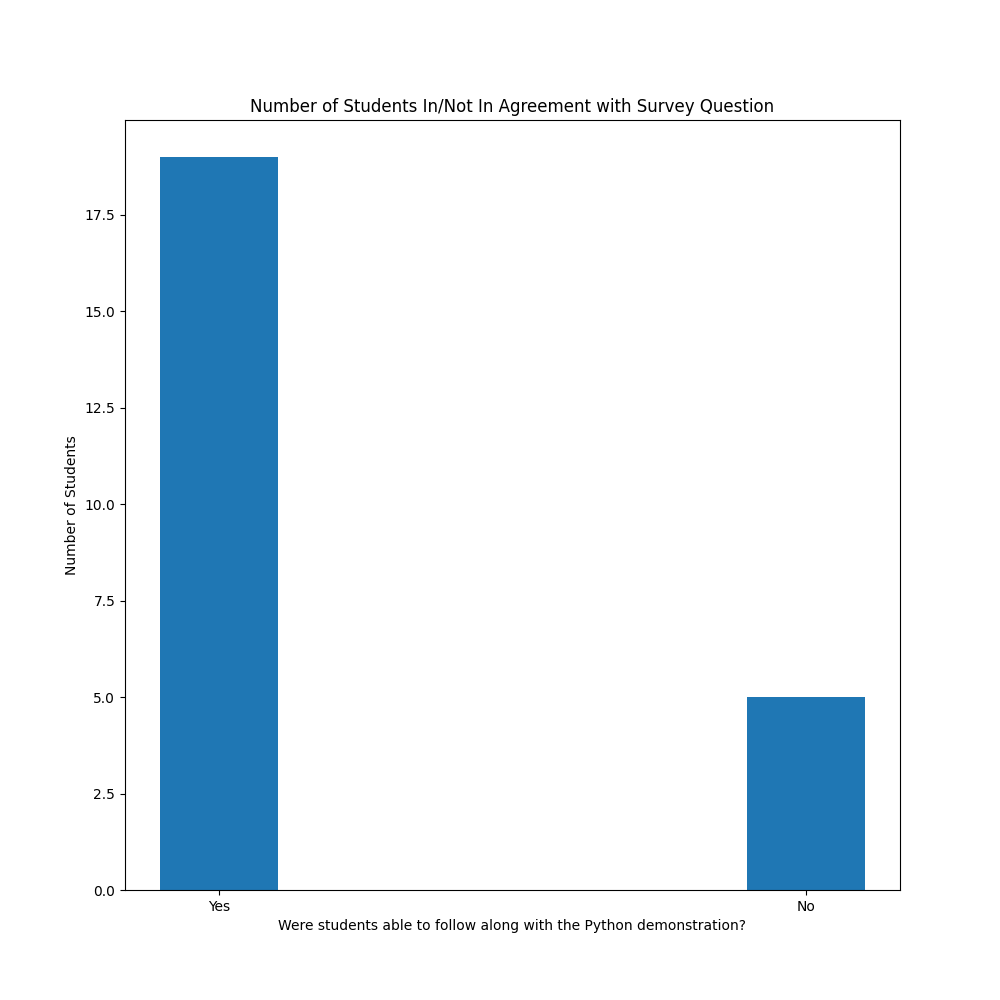 Number of Students In/Not In Agreement with Survey Question
17.5
15.0
12.5
10.0
7.5
5.0
2.5
0.0
Number of Students
Yes
No
Were students able to follow along with the Python demonstration?